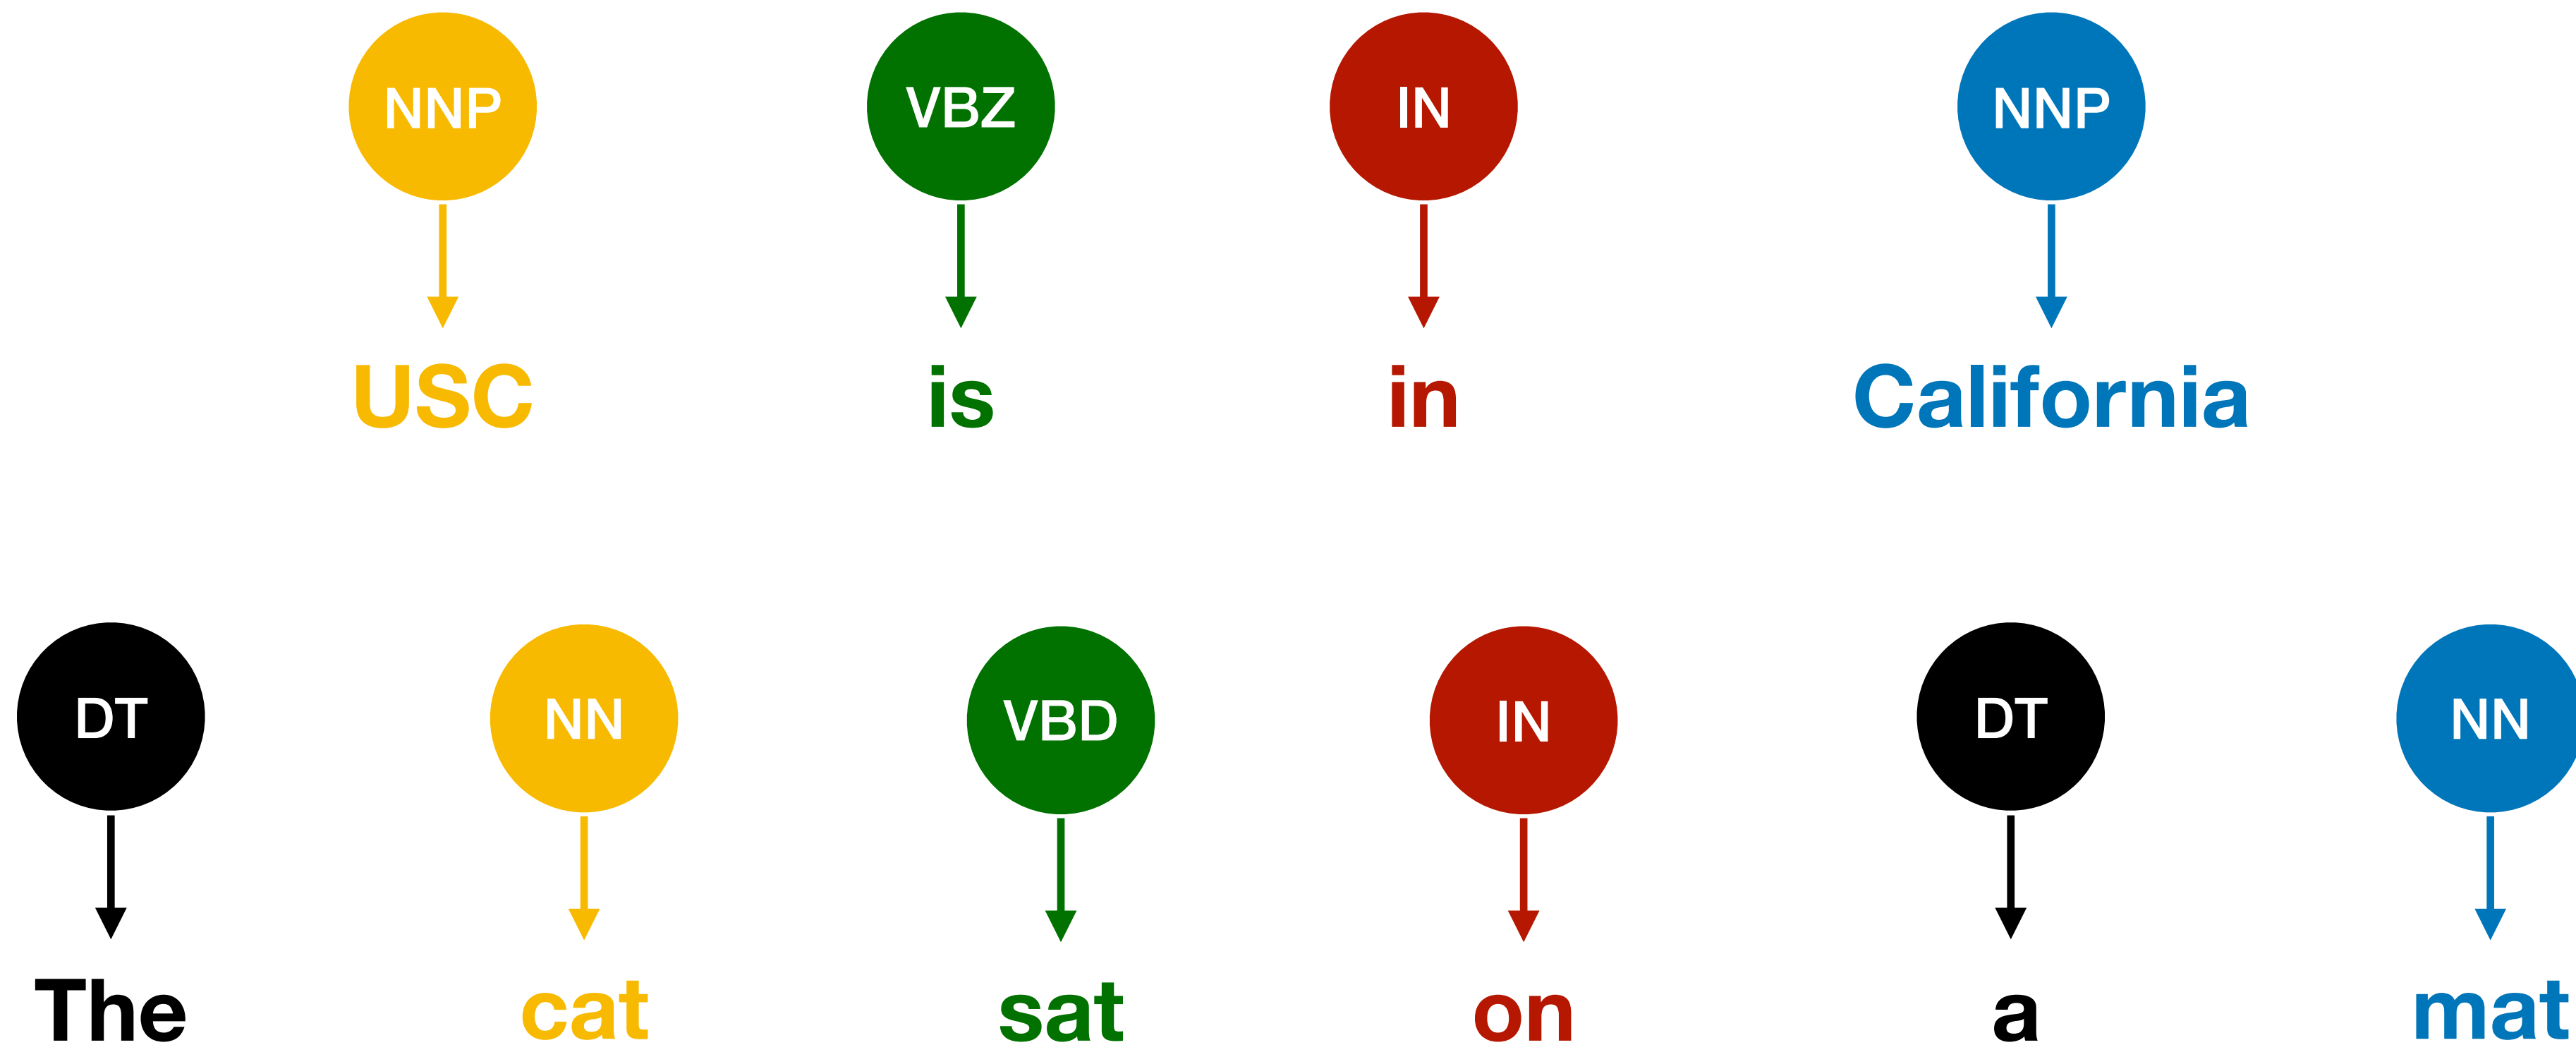 NNP VBZ IN NNP
USC is in California
DT NN VBD IN DT NN
The cat sat on a mat